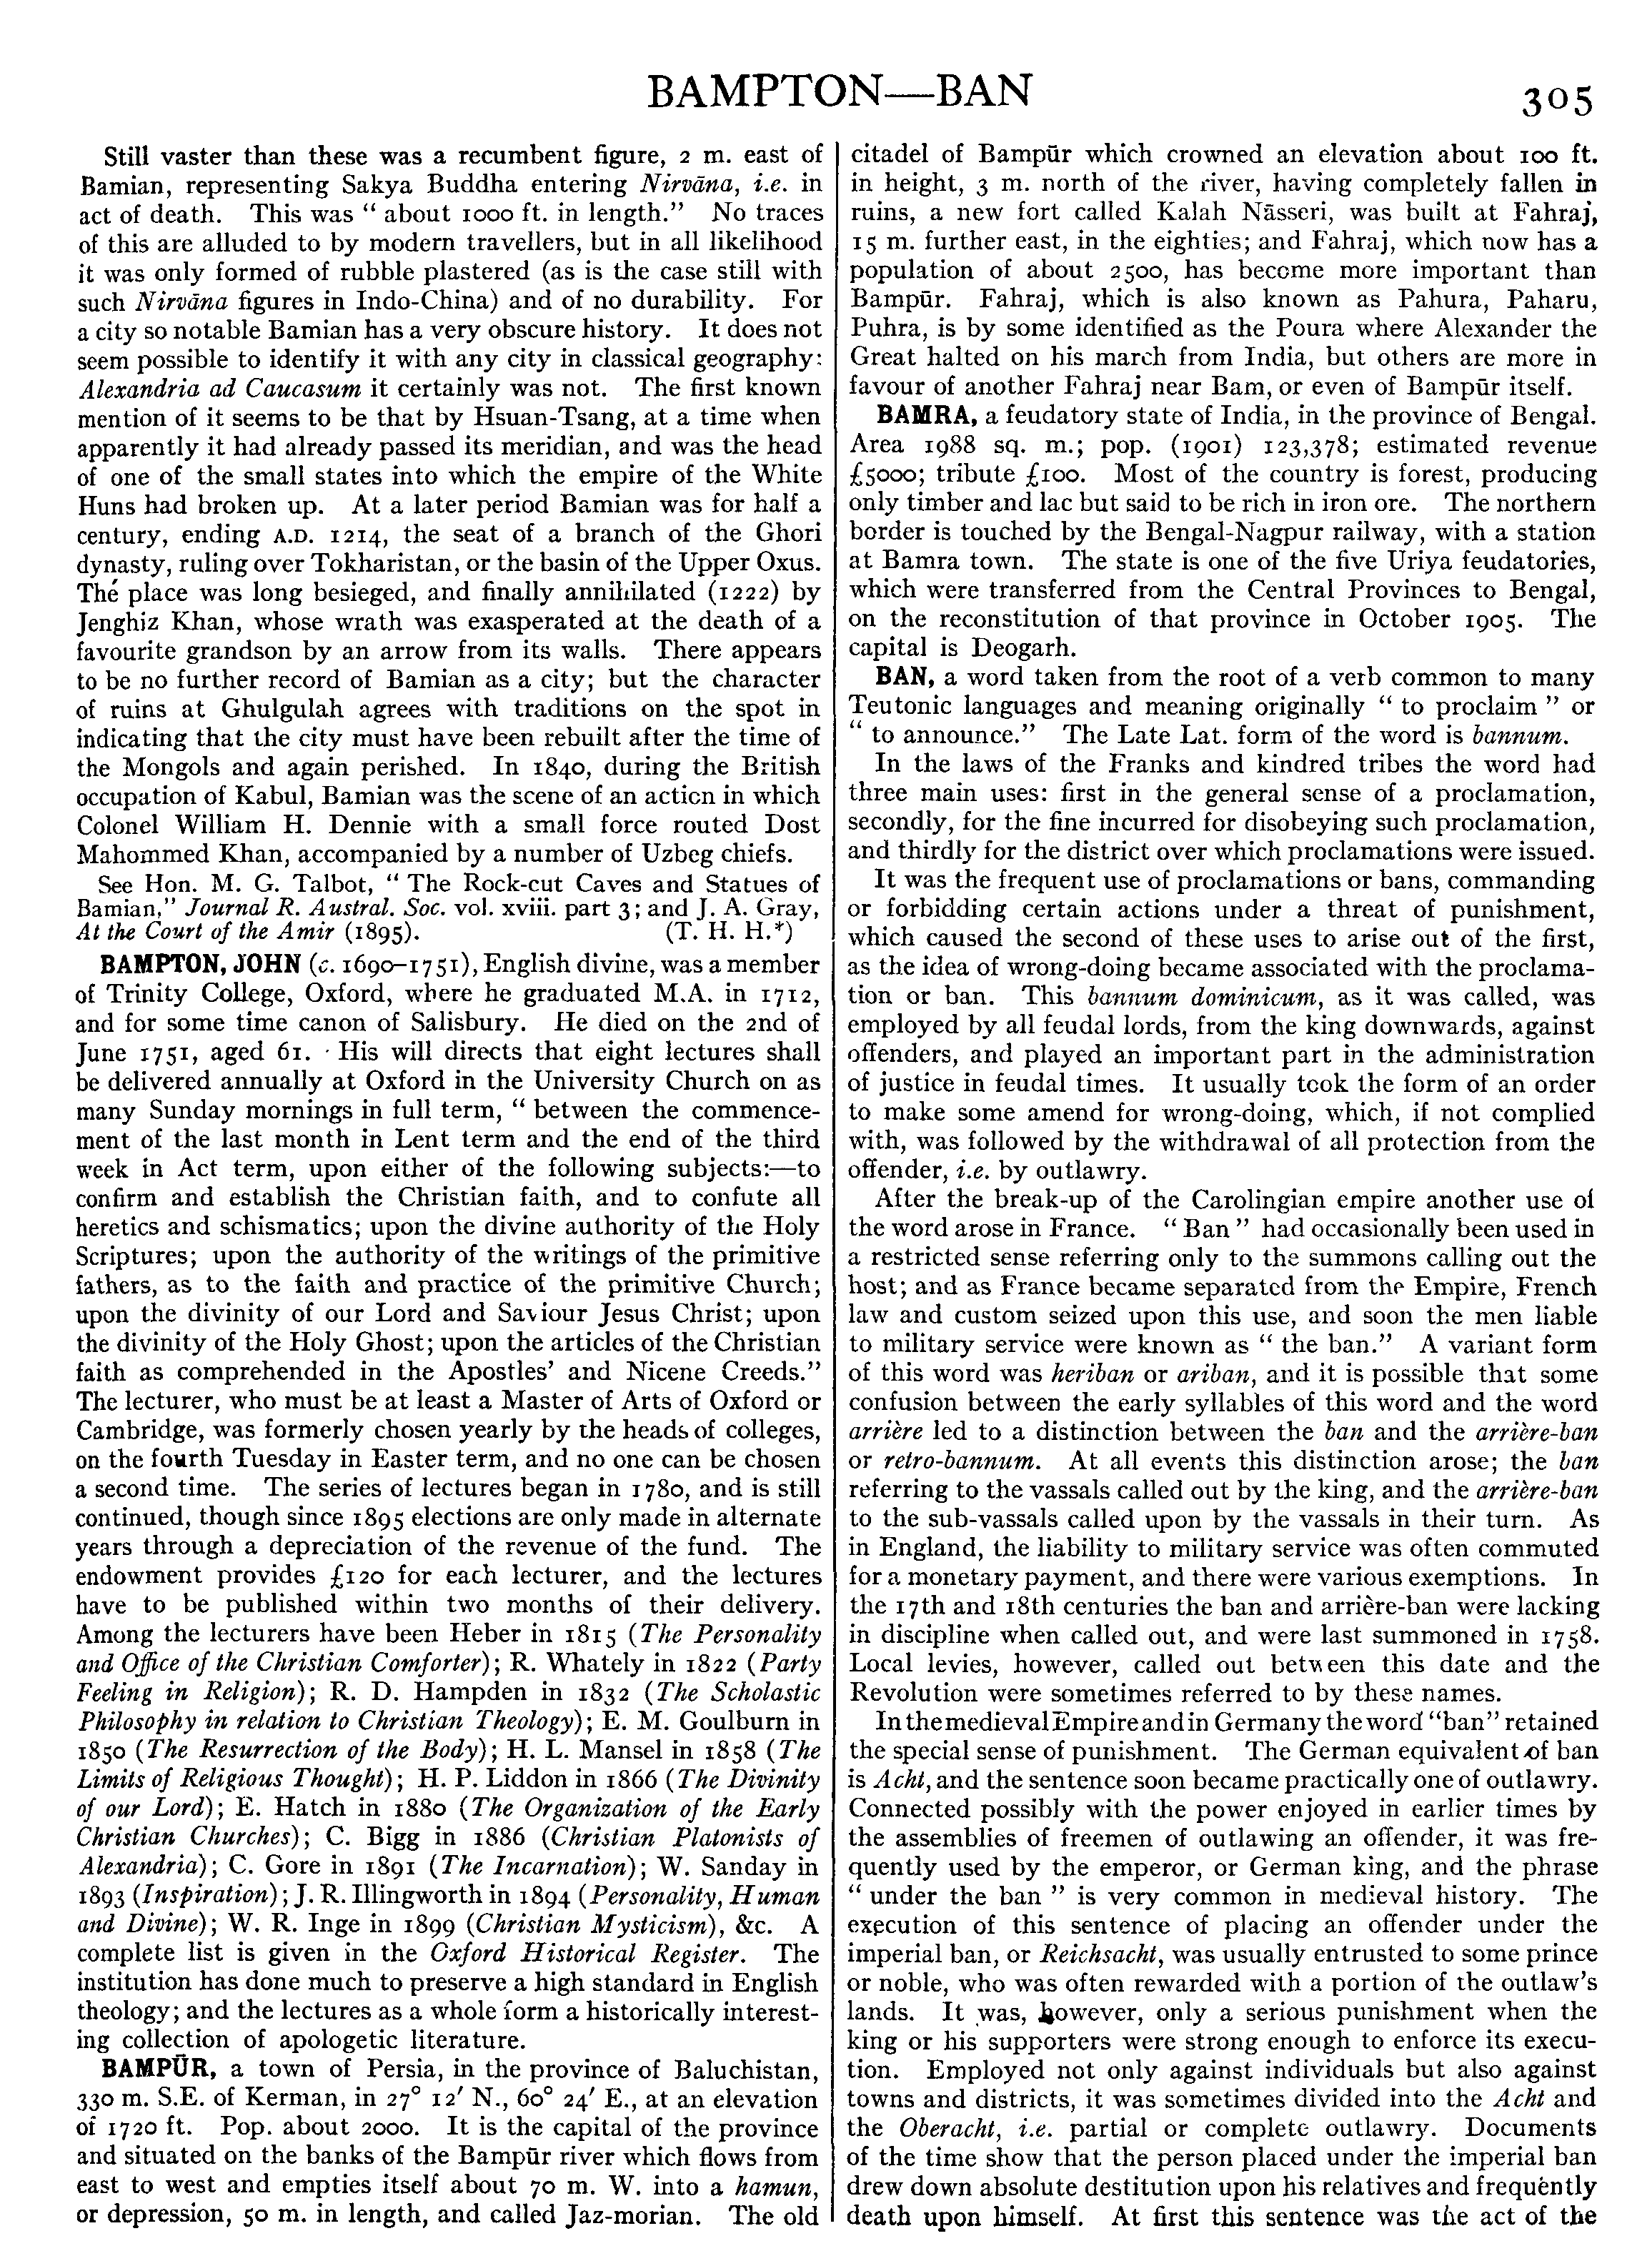 BAMPTON—BAN
305
Still vaster than these was a recumbent figure, 2 m. east of
Bamian, representing Sakya Buddha entering Nirvāna, i.e. in
act of death. This was “ about 1000 ft. in length.” No traces
of this are alluded to by modern travellers, but in all likelihood
it was only formed of rubble plastered (as is the case still with
such Nirvāna figures in Indo-China) and of no durability. For
a city so notable Bamian has a very obscure history. It does not
seem possible to identify it with any city in classical geography:
Alexandria ad Caucasum it certainly was not. The first known
mention of it seems to be that by Hsuan-Tsang, at a time when
apparently it had already passed its meridian, and was the head
of one of the small states into which the empire of the White
Huns had broken up. At a later period Bamian was for half a
century, ending A.D. 1214, the seat of a branch of the Ghori
dynasty, ruling over Tokharistan, or the basin of the Upper Oxus.
The place was long besieged, and finally annihilated (1222) by
Jenghiz Khan, whose wrath was exasperated at the death of a
favourite grandson by an arrow from its walls. There appears
to be no further record of Bamian as a city; but the character
of ruins at Ghulgulah agrees with traditions on the spot in
indicating that the city must have been rebuilt after the time of
the Mongols and again perished. In 1840, during the British
occupation of Kabul, Bamian was the scene of an action in which
Colonel William H. Dennie with a small force routed Dost
Mahommed Khan, accompanied by a number of Uzbeg chiefs.
See Hon. M. G. Talbot, “ The Rock-cut Caves and Statues of
Bamian,” Journal R. Austral. Soc. vol. xviii. part 3; and J. A. Gray,
At the Court of the Amir (1895). (T. H. H.*)
BAMPTON, JOHN (c. 1690–1751), English divine, was a member
of Trinity College, Oxford, where he graduated M.A. in 1712,
and for some time canon of Salisbury. He died on the 2nd of
June 1751, aged 61. His will directs that eight lectures shall
be delivered annually at Oxford in the University Church on as
many Sunday mornings in full term, “ between the commence-
ment of the last month in Lent term and the end of the third
week in Act term, upon either of the following subjects:—to
confirm and establish the Christian faith, and to confute all
heretics and schismatics; upon the divine authority of the Holy
Scriptures; upon the authority of the writings of the primitive
fathers, as to the faith and practice of the primitive Church;
upon the divinity of our Lord and Saviour Jesus Christ; upon
the divinity of the Holy Ghost; upon the articles of the Christian
faith as comprehended in the Apostles’ and Nicene Creeds.”
The lecturer, who must be at least a Master of Arts of Oxford or
Cambridge, was formerly chosen yearly by the heads of colleges,
on the fourth Tuesday in Easter term, and no one can be chosen
a second time. The series of lectures began in 1780, and is still
continued, though since 1895 elections are only made in alternate
years through a depreciation of the revenue of the fund. The
endowment provides £120 for each lecturer, and the lectures
have to be published within two months of their delivery.
Among the lecturers have been Heber in 1815 (The Personality
and Office of the Christian Comforter); R. Whately in 1822 (Party
Feeling in Religion); R. D. Hampden in 1832 (The Scholastic
Philosophy in relation to Christian Theology); E. M. Goulburn in
1850 (The Resurrection of the Body); H. L. Mansel in 1858 (The
Limits of Religious Thought); H. P. Liddon in 1866 (The Divinity
of our Lord); E. Hatch in 1880 (The Organization of the Early
Christian Churches); C. Bigg in 1886 (Christian Platonists of
Alexandria); C. Gore in 1891 (The Incarnation); W. Sanday in
1893 (Inspiration); J. R. Illingworth in 1894 (Personality, Human
and Divine); W. R. Inge in 1899 (Christian Mysticism), &c. A
complete list is given in the Oxford Historical Register. The
institution has done much to preserve a high standard in English
theology; and the lectures as a whole form a historically interest-
ing collection of apologetic literature.
BAMPŪR, a town of Persia, in the province of Baluchistan,
330 m. S.E. of Kerman, in 27° 12′ N., 60° 24′ E., at an elevation
of 1720 ft. Pop. about 2000. It is the capital of the province
and situated on the banks of the Bampūr river which flows from
east to west and empties itself about 70 m. W. into a hamun,
or depression, 50 m. in length, and called Jaz-morian. The old
citadel of Bampūr which crowned an elevation about 100 ft.
in height, 3 m. north of the river, having completely fallen in
ruins, a new fort called Kalah Nāsseri, was built at Fahraj,
15 m. further east, in the eighties; and Fahraj, which now has a
population of about 2500, has become more important than
Bampūr. Fahraj, which is also known as Pahura, Paharu,
Puhra, is by some identified as the Poura where Alexander the
Great halted on his march from India, but others are more in
favour of another Fahraj near Bam, or even of Bampūr itself.
BAMRA, a feudatory state of India, in the province of Bengal.
Area 1988 sq. m.; pop. (1901) 123,378; estimated revenue
£5000; tribute £100. Most of the country is forest, producing
only timber and lac but said to be rich in iron ore. The northern
border is touched by the Bengal-Nagpur railway, with a station
at Bamra town. The state is one of the five Uriya feudatories,
which were transferred from the Central Provinces to Bengal,
on the reconstitution of that province in October 1905. The
capital is Deogarh.
BAN, a word taken from the root of a verb common to many
Teutonic languages and meaning originally “ to proclaim ” or
“ to announce.” The Late Lat. form of the word is bannum.
In the laws of the Franks and kindred tribes the word had
three main uses: first in the general sense of a proclamation,
secondly, for the fine incurred for disobeying such proclamation,
and thirdly for the district over which proclamations were issued.
It was the frequent use of proclamations or bans, commanding
or forbidding certain actions under a threat of punishment,
which caused the second of these uses to arise out of the first,
as the idea of wrong-doing became associated with the proclama-
tion or ban. This bannum dominicum, as it was called, was
employed by all feudal lords, from the king downwards, against
offenders, and played an important part in the administration
of justice in feudal times. It usually took the form of an order
to make some amend for wrong-doing, which, if not complied
with, was followed by the withdrawal of all protection from the
offender, i.e. by outlawry.
After the break-up of the Carolingian empire another use of
the word arose in France. “ Ban ” had occasionally been used in
a restricted sense referring only to the summons calling out the
host; and as France became separated from the Empire, French
law and custom seized upon this use, and soon the men liable
to military service were known as “ the ban.” A variant form
of this word was heriban or ariban, and it is possible that some
confusion between the early syllables of this word and the word
arrière led to a distinction between the ban and the arrière-ban
or retro-bannum. At all events this distinction arose; the ban
referring to the vassals called out by the king, and the arrière-ban
to the sub-vassals called upon by the vassals in their turn. As
in England, the liability to military service was often commuted
for a monetary payment, and there were various exemptions. In
the 17th and 18th centuries the ban and arrière-ban were lacking
in discipline when called out, and were last summoned in 1758.
Local levies, however, called out between this date and the
Revolution were sometimes referred to by these names.
In the medieval Empire and in Germany the word “ban” retained
the special sense of punishment. The German equivalent of ban
is Acht, and the sentence soon became practically one of outlawry.
Connected possibly with the power enjoyed in earlier times by
the assemblies of freemen of outlawing an offender, it was fre-
quently used by the emperor, or German king, and the phrase
“ under the ban ” is very common in medieval history. The
execution of this sentence of placing an offender under the
imperial ban, or Reichsacht, was usually entrusted to some prince
or noble, who was often rewarded with a portion of the outlaw’s
lands. It was, however, only a serious punishment when the
king or his supporters were strong enough to enforce its execu-
tion. Employed not only against individuals but also against
towns and districts, it was sometimes divided into the Acht and
the Oberacht, i.e. partial or complete outlawry. Documents
of the time show that the person placed under the imperial ban
drew down absolute destitution upon his relatives and frequently
death upon himself. At first this sentence was the act of the